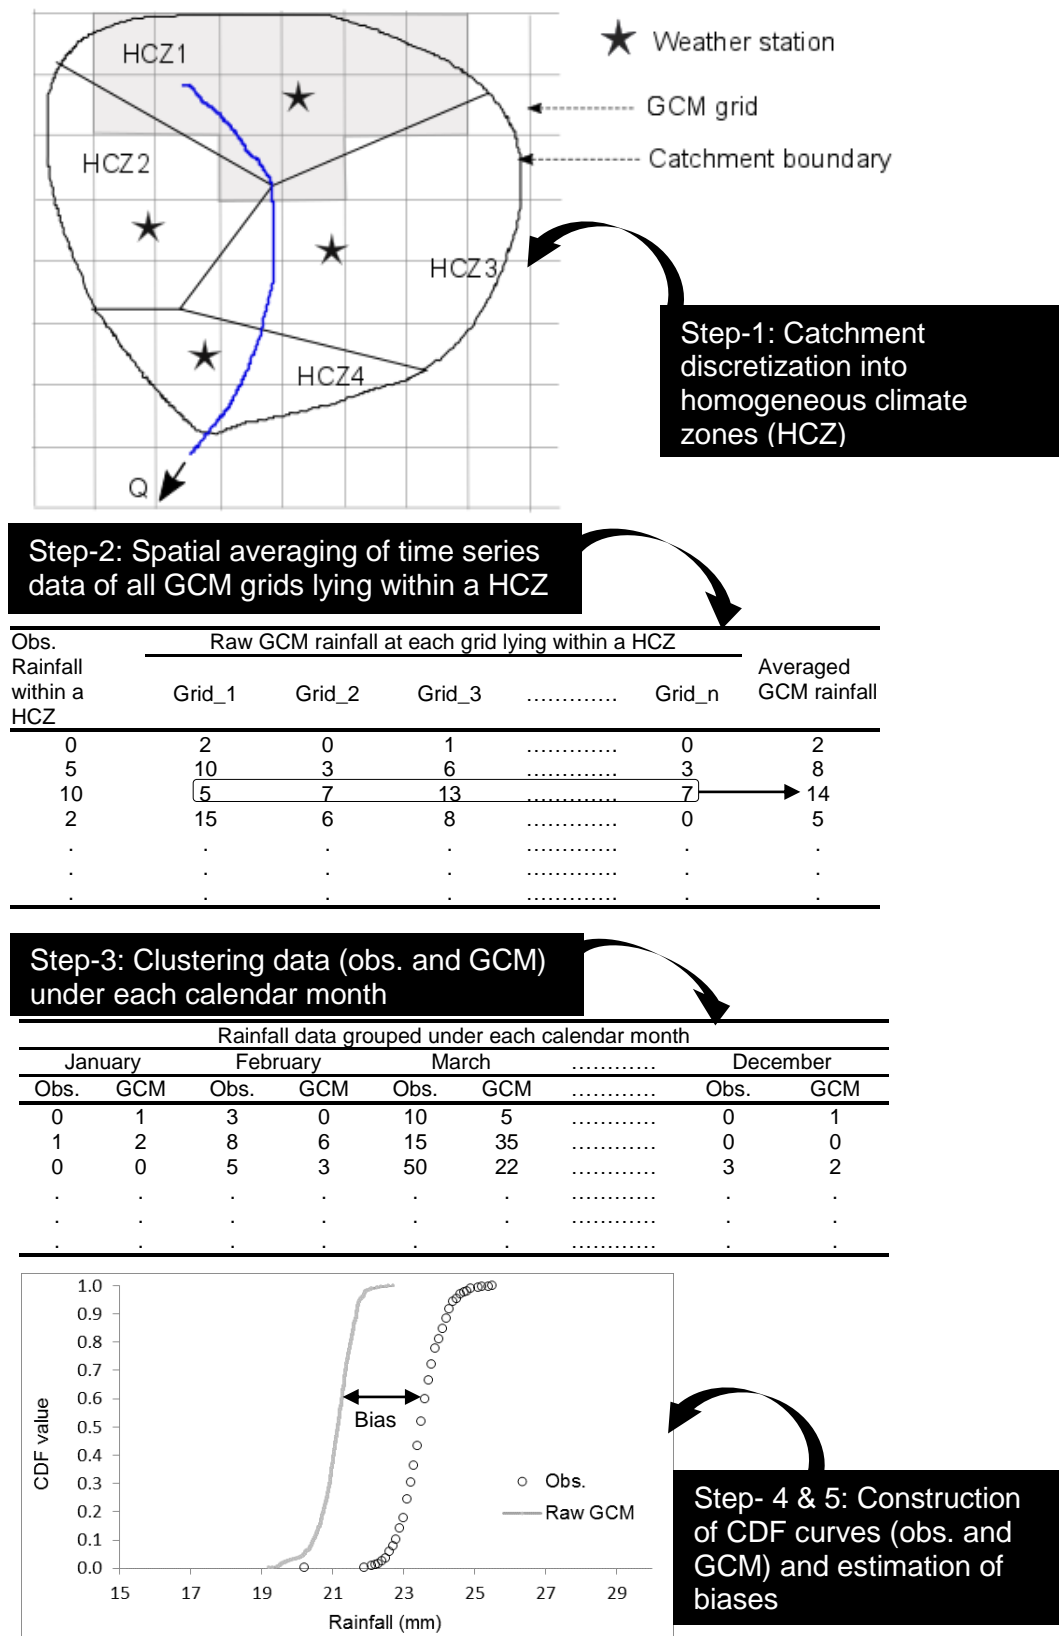 HCZ1
Weather station
GCM grid
Catchment boundary
HCZ2
HCZ3
HCZ4
Q
Step-1: Catchment
discretization into
homogeneous climate
zones (HCZ)
Step-2: Spatial averaging of time series
data of all GCM grids lying within a HCZ
Obs.
Rainfall
within a
HCZ
Raw GCM rainfall at each grid lying within a HCZ
Averaged
GCM rainfall
Grid_1 Grid_2 Grid_3 ............. Grid_n
0 2 0 1 ............. 0 2
5 10 3 6 ............. 3 8
10 5 7 13 ............. 7 14
2 15 6 8 ............. 0 5
. . . . ............. . .
. . . . ............. . .
. . . . ............. . .
Step-3: Clustering data (obs. and GCM)
under each calendar month
Rainfall data grouped under each calendar month
January February March ............ December
Obs. GCM Obs. GCM Obs. GCM ............ Obs. GCM
0 1 3 0 10 5 ............ 0 1
1 2 8 6 15 35 ............ 0 0
0 0 5 3 50 22 ............ 3 2
. . . . . . ............ . .
. . . . . . ............ . .
. . . . . . ............ . .
CDF value
1.0
0.9
0.8
0.7
0.6
0.5
0.4
0.3
0.2
0.1
0.0
Bias
Obs.
Raw GCM
15 17 19 21 23 25 27 29
Rainfall (mm)
Step- 4 & 5: Construction
of CDF curves (obs. and
GCM) and estimation of
biases